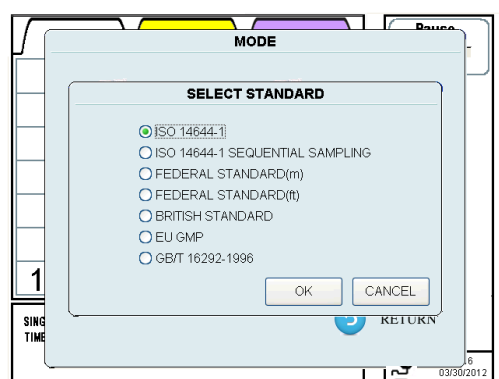 Pause
MODE
SELECT STANDARD
ISO 14644-1
ISO 14644-1 SEQUENTIAL SAMPLING
FEDERAL STANDARD(m)
FEDERAL STANDARD(ft)
BRITISH STANDARD
EU GMP
GB/T 16292-1996
OK
CANCEL
1
SING
TIME
RETURN
6
03/30/2012